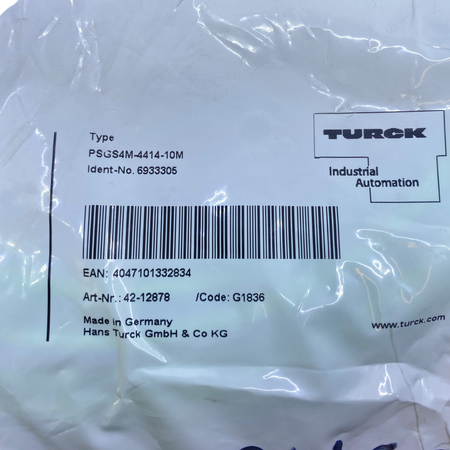 Type
PSGS4M-4414-10M
Ident-No. 6933305
TURCK
Industrial
Automation
EAN: 4047101332834
Art-Nr.: 42-12878 /Code: G1836
Made in Germany
Hans Turck GmbH & Co KG
www.turck.com